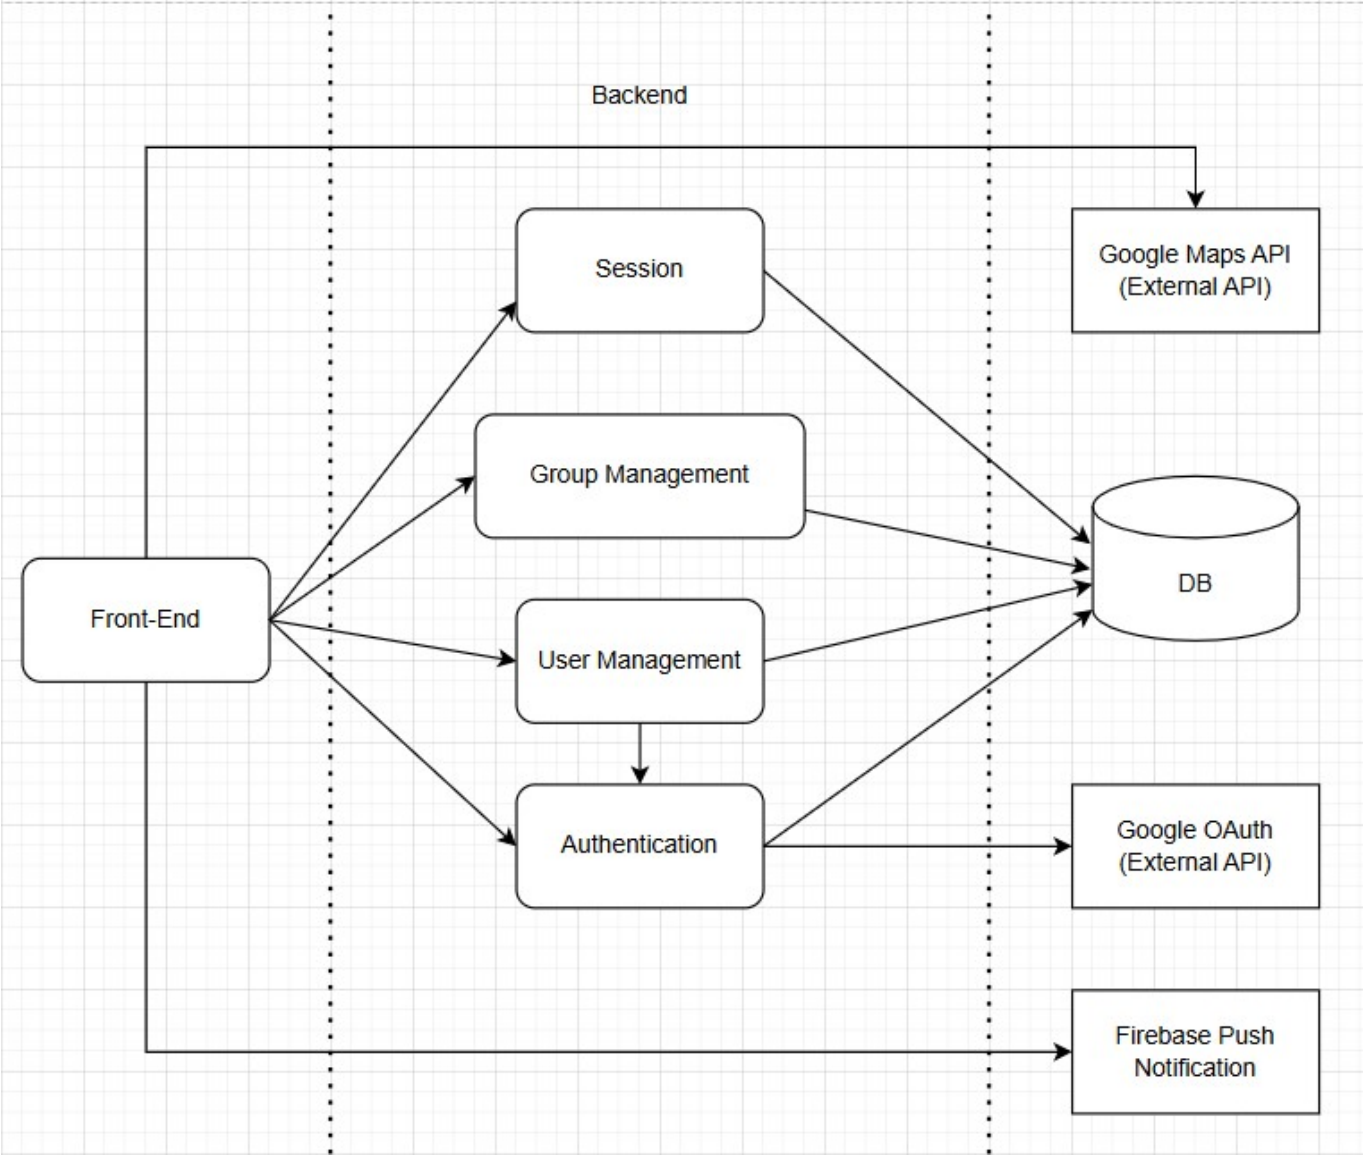 Backend
Session
Google Maps API
(External API)
Group Management
DB
Front-End
User Management
Authentication
Google OAuth
(External API)
Firebase Push
Notification